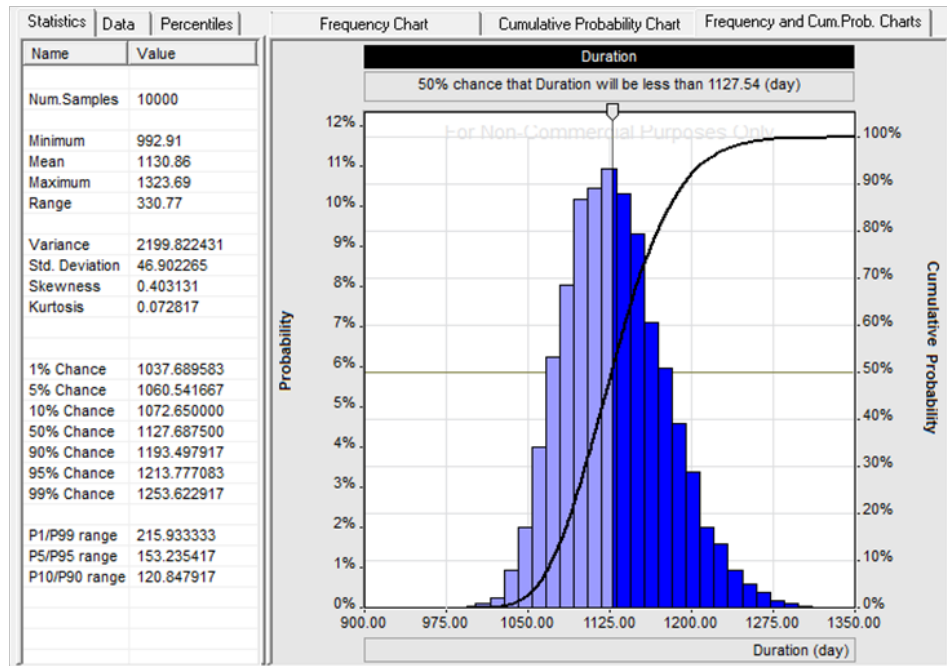 Statistics Data Percentiles
Name Value
Num.Samples 10000
Minimum 992.91
Mean 1130.86
Maximum 1323.69
Range 330.77
Variance 2199.822431
Std. Deviation 46.902265
Skewness 0.403131
Kurtosis 0.072817
1% Chance 1037.689583
5% Chance 1060.541667
10% Chance 1072.650000
50% Chance 1127.687500
90% Chance 1193.497917
95% Chance 1213.777083
99% Chance 1253.622917
P1/P99 range 215.933333
P5/P95 range 153.235417
P10/P90 range 120.847917
Frequency Chart Cumulative Probability Chart Frequency and Cum.Prob. Charts
Duration
50% chance that Duration will be less than 1127.54 (day)
For Non-Commercial Purposes Only
Probability
12%
11%
10%
9%
8%
7%
6%
5%
4%
3%
2%
1%
0%
100%
90%
80%
70%
60%
50%
40%
30%
20%
10%
0%
Cumulative Probability
900.00 975.00 1050.00 1125.00 1200.00 1275.00 1350.00
Duration (day)